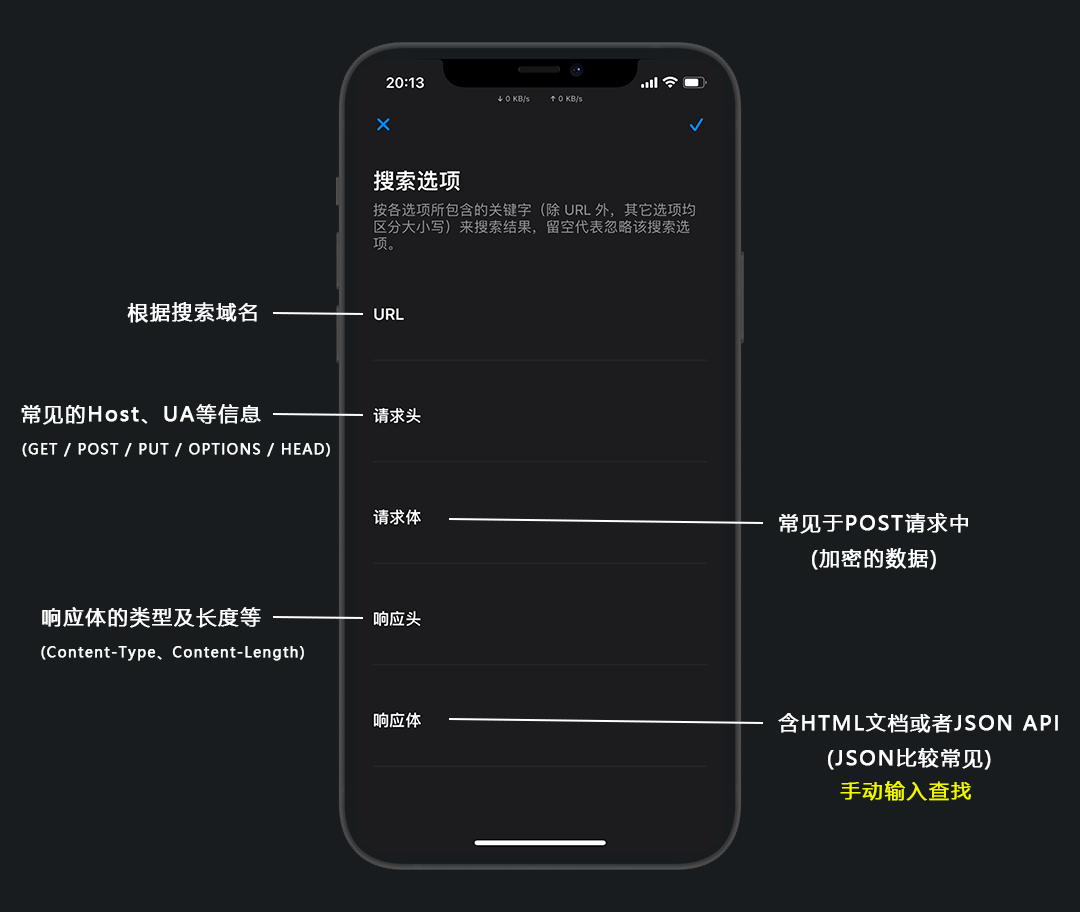 20:13
↓ 0 KB/s ↑ 0 KB/s
搜索选项
按各选项所包含的关键字（除 URL 外，其它选项均
区分大小写）来搜索结果，留空代表忽略该搜索选
项。
根据搜索域名
URL
常见的Host、UA等信息
(GET / POST / PUT / OPTIONS / HEAD)
请求头
请求体
常见于POST请求中
(加密的数据)
响应体的类型及长度等
(Content-Type、Content-Length)
响应头
响应体
含HTML文档或者JSON API
(JSON比较常见)
手动输入查找